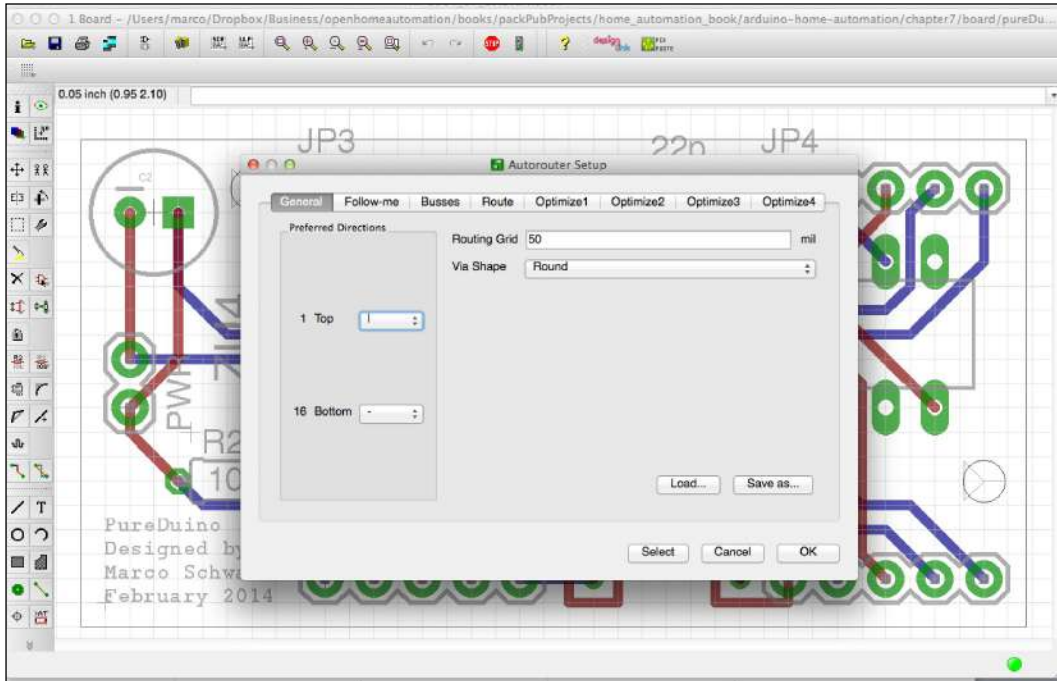 1 Board - /Users/marco/Dropbox/Business/openhomeautomation/books/packPubProjects/home_automation_book/arduino-home-automation/chapter7/board/pureDu...
STOP
?
design
0.05 inch (0.95 2.10)
JP3
22n
JP4
C2
Autorouter Setup
General Follow-me Busses Route Optimize1 Optimize2 Optimize3 Optimize4
Preferred Directions
Routing Grid 50 mil
Via Shape Round
1 Top |
16 Bottom -
PWR
R2
10
Load... Save as...
Select Cancel OK
PureDuino
Designed by
Marco Schwa
February 2014